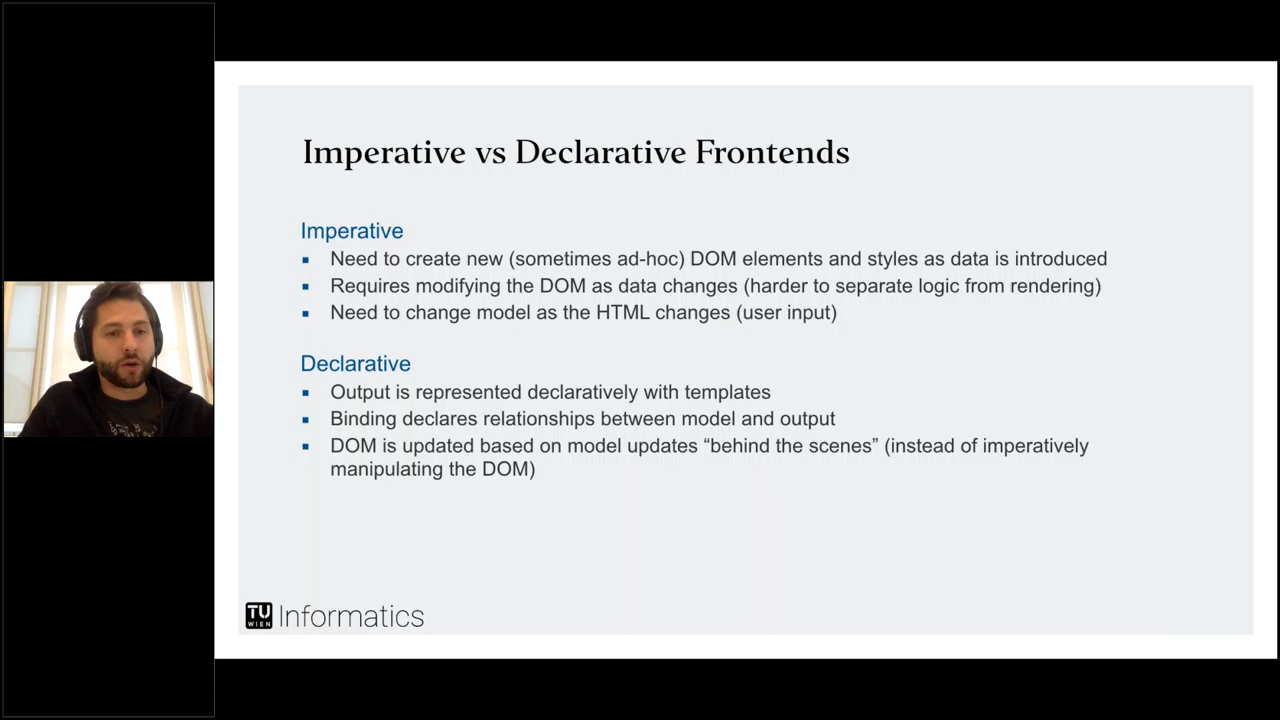 Imperative vs Declarative Frontends
Imperative
Need to create new (sometimes ad-hoc) DOM elements and styles as data is introduced
Requires modifying the DOM as data changes (harder to separate logic from rendering)
Need to change model as the HTML changes (user input)
Declarative
Output is represented declaratively with templates
Binding declares relationships between model and output
DOM is updated based on model updates “behind the scenes” (instead of imperatively
manipulating the DOM)
TU
WIEN
Informatics